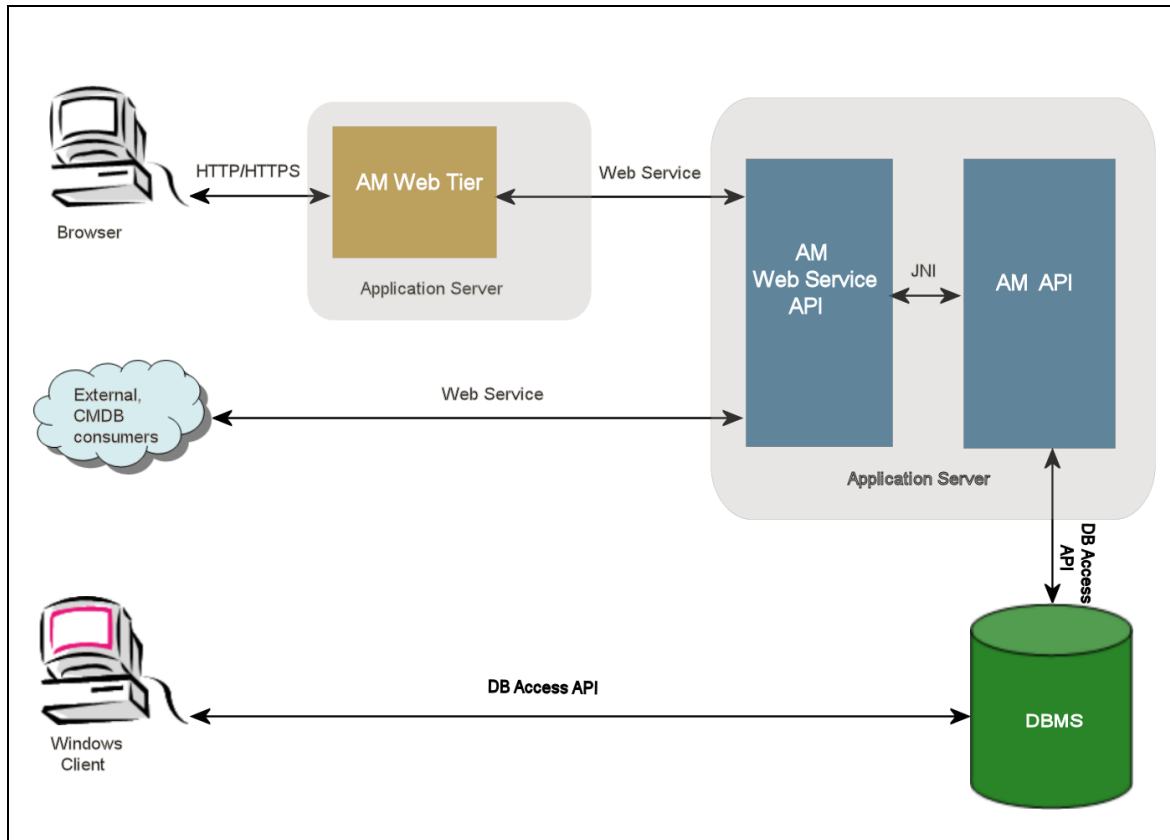 HTTP/HTTPS
AM Web Tier
Web Service
Browser
Application Server
AM
Web Service
API
JNI
AM API
External,
CMDB
consumers
Web Service
Application Server
DB Access
API
Windows
Client
DB Access API
DBMS